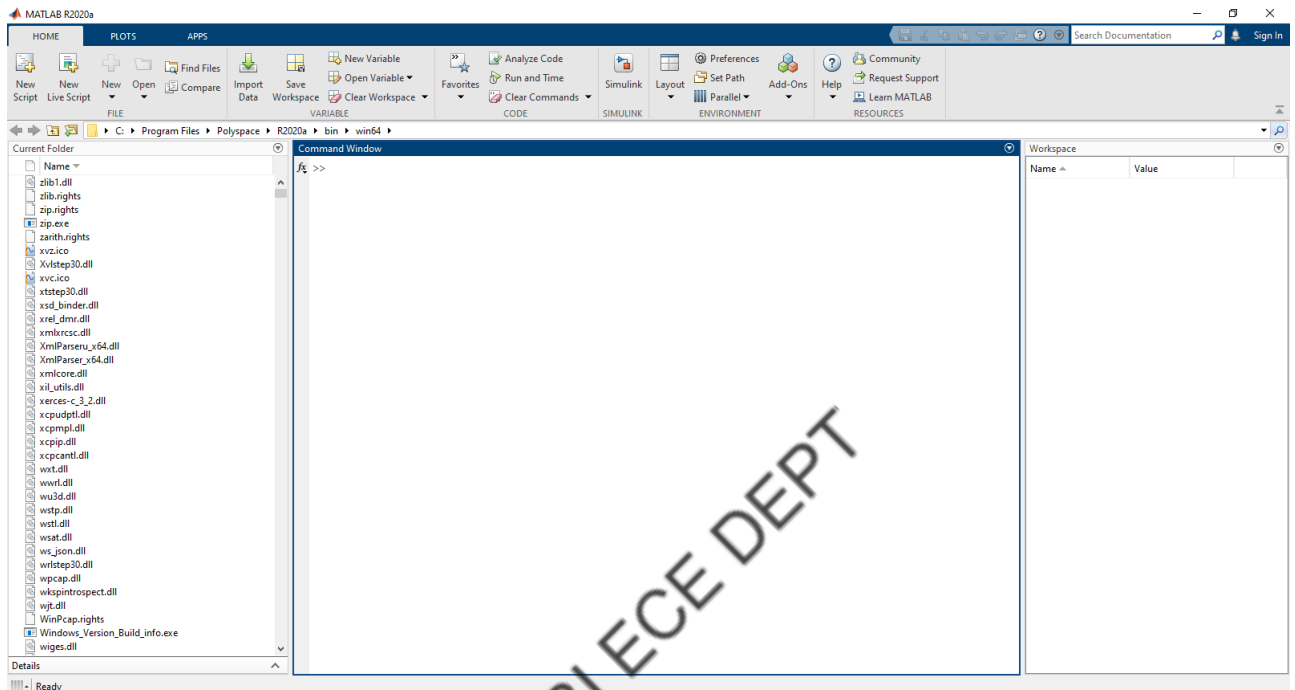 MATLAB R2020a
HOME PLOTS APPS
Search Documentation Sign In
New Script
New Live Script
New
Open
Find Files
Compare
Import Data
Save Workspace
New Variable
Open Variable
Clear Workspace
Favorites
Analyze Code
Run and Time
Clear Commands
Simulink
Layout
Preferences
Set Path
Parallel
Add-Ons
Help
Community
Request Support
Learn MATLAB
FILE VARIABLE CODE SIMULINK ENVIRONMENT RESOURCES
C: Program Files Polyspace R2020a bin win64
Current Folder
Name
zlib1.dll
zlib.rights
zip.rights
zip.exe
zarith.rights
xvz.ico
Xvlstep30.dll
xvc.ico
xtstep30.dll
xsd_binder.dll
xrel_dmr.dll
xmlxrcsc.dll
XmlParseru_x64.dll
XmlParser_x64.dll
xmlcore.dll
xil_utils.dll
xerces-c_3_2.dll
xcpudptl.dll
xcpmpl.dll
xcpip.dll
xcpcantl.dll
wxt.dll
wwrl.dll
wu3d.dll
wstp.dll
wstl.dll
wsat.dll
ws_json.dll
wrlstep30.dll
wpcap.dll
wkspintrospect.dll
wjt.dll
WinPcap.rights
Windows_Version_Build_info.exe
wiges.dll
Details
Ready
Command Window
fx >>
Workspace
Name Value
ECE DEPT